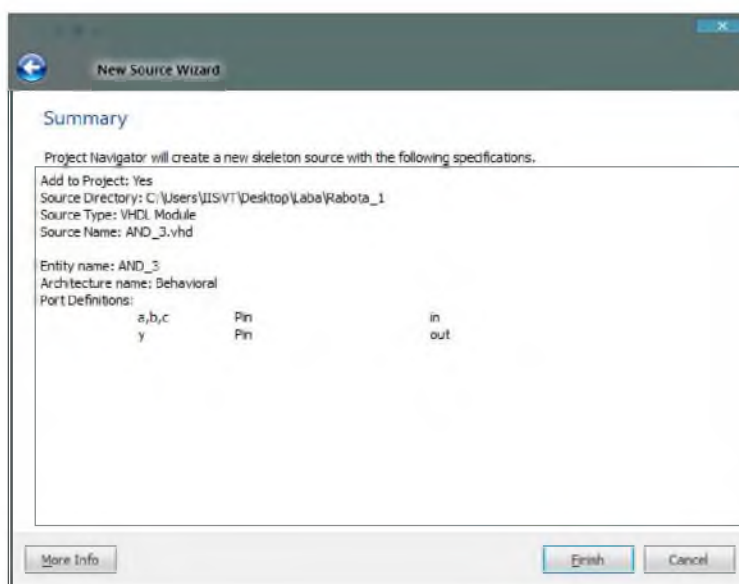 New Source Wizard
Summary
Project Navigator will create a new skeleton source with the following specifications.
Add to Project: Yes
Source Directory: C:\Users\IISiVT\Desktop\Laba\Rabota_1
Source Type: VHDL Module
Source Name: AND_3.vhd
Entity name: AND_3
Architecture name: Behavioral
Port Definitions:
a,b,c Pin in
y Pin out
More Info Finish Cancel